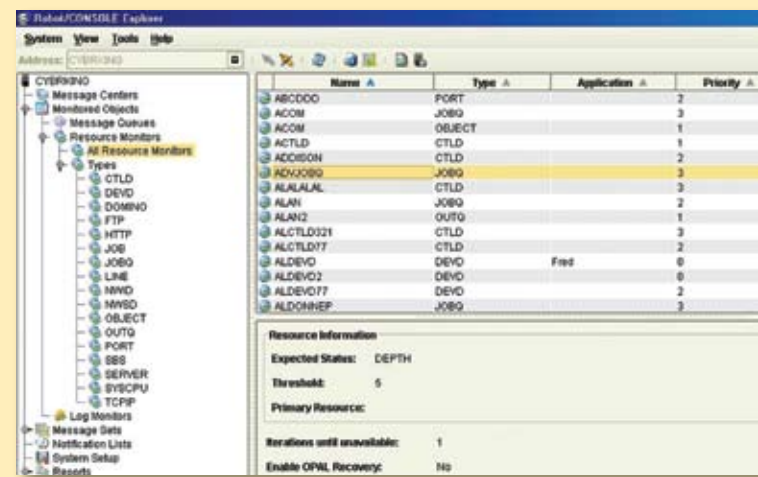 Robot/CONSOLE Explorer
System View Tools Help
Address: CYBRKING
CYBRKING
Message Centers
Monitored Objects
Message Queues
Resource Monitors
All Resource Monitors
Types
CTLD
DEVD
DOMINO
FTP
HTTP
JOB
JOBQ
LINE
NWID
NWSD
OBJECT
OUTQ
PORT
SBS
SERVER
SYSCPU
TCPIP
Log Monitors
Message Sets
Notification Lists
System Setup
Reports
Name Type Application Priority
ABCDOO PORT 2
ACOM JOBQ 3
ACOM OBJECT 1
ACTLD CTLD 1
ADDISON CTLD 2
ADVJOBQ JOBQ 3
ALALALAL CTLD 3
ALAN JOBQ 2
ALAN2 OUTQ 1
ALCTLD321 CTLD 3
ALCTLD77 CTLD 2
ALDEVD DEVD Fred 0
ALDEVD2 DEVD 0
ALDEVD77 DEVD 2
ALDONNEP JOBQ 3
Resource Information
Expected Status: DEPTH
Threshold: 5
Primary Resource:
Iterations until unavailable: 1
Enable OPAL Recovery: No